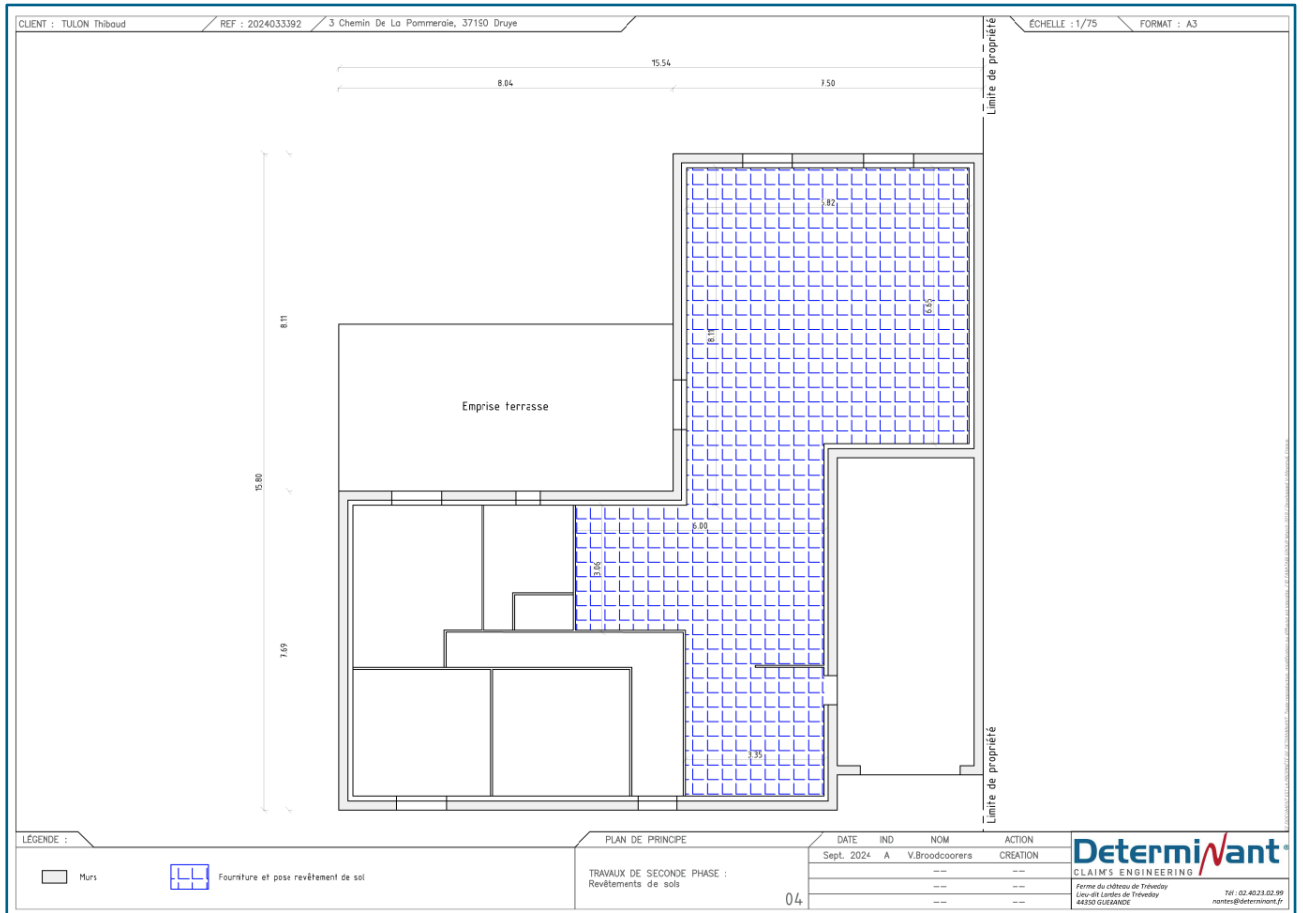 CLIENT : TULON Thibaud
REF : 2024033392
3 Chemin De La Pommeraie, 37190 Druye
ÉCHELLE : 1/75
FORMAT : A3
Limite de propriété
15.54
8.04
7.50
5.82
6.65
8.11
8.11
Emprise terrasse
15.80
6.00
3.06
7.69
3.35
Limite de propriété
LÉGENDE :
Murs
Fourniture et pose revêtement de sol
PLAN DE PRINCIPE
TRAVAUX DE SECONDE PHASE :
Revêtements de sols
04
DATE IND NOM ACTION
Sept. 2024 A V.Broodcoorers CREATION
-- --
-- --
-- --
Determinant
CLAIMS ENGINEERING
Ferme du château de Tréveday
Lieu-dit Lardes de Tréveday
44350 GUERANDE
Tél : 02.40.23.02.99
nantes@determinant.fr